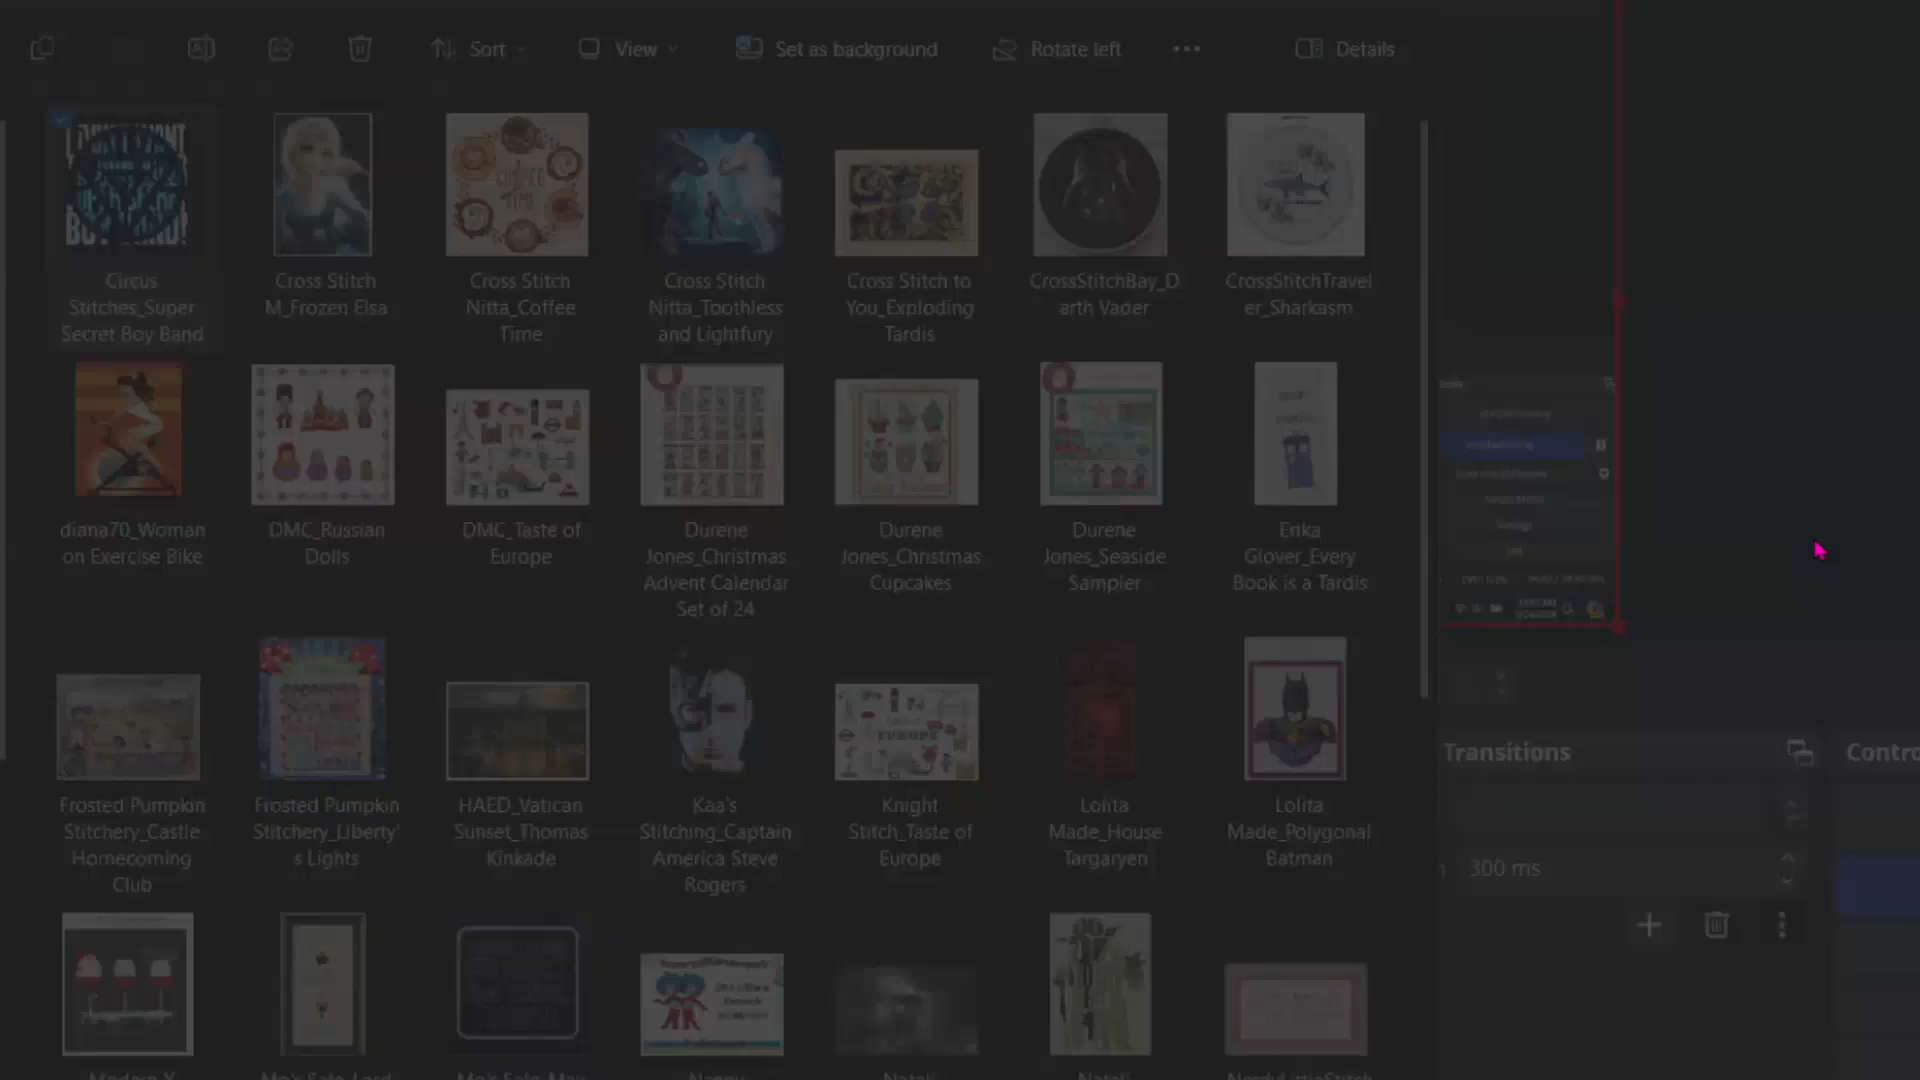 Sort
View
Set as background
Rotate left
Details
Circus
Stitches_Super
Secret Boy Band
Cross Stitch
M_Frozen Elsa
Cross Stitch
Nitta_Coffee
Time
Cross Stitch
Nitta_Toothless
and Lightfury
Cross Stitch to
You_Exploding
Tardis
CrossStitchBay_D
arth Vader
CrossStitchTravel
er_Sharkasm
diana70_Woman
on Exercise Bike
DMC_Russian
Dolls
DMC_Taste of
Europe
Durene
Jones_Christmas
Advent Calendar
Set of 24
Durene
Jones_Christmas
Cupcakes
Durene
Jones_Seaside
Sampler
Erika
Glover_Every
Book is a Tardis
Frosted Pumpkin
Stitchery_Castle
Homecoming
Club
Frosted Pumpkin
Stitchery_Liberty'
s Lights
HAED_Vatican
Sunset_Thomas
Kinkade
Kaa's
Stitching_Captain
America Steve
Rogers
Knight
Stitch_Taste of
Europe
Lolita
Made_House
Targaryen
Lolita
Made_Polygonal
Batman
Transitions
Contro
300 ms